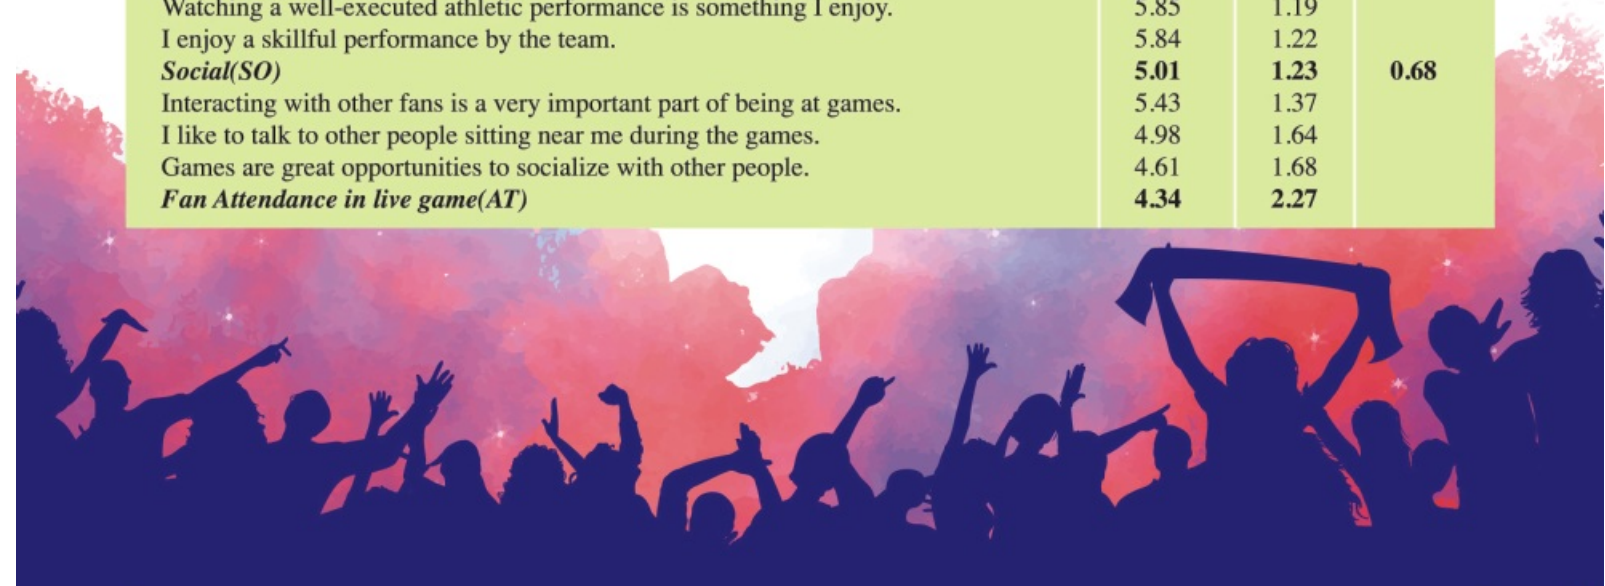 Watching a well-executed athletic performance is something I enjoy. 5.85 1.19
I enjoy a skillful performance by the team. 5.84 1.22
Social(SO) 5.01 1.23 0.68
Interacting with other fans is a very important part of being at games. 5.43 1.37
I like to talk to other people sitting near me during the games. 4.98 1.64
Games are great opportunities to socialize with other people. 4.61 1.68
Fan Attendance in live game(AT) 4.34 2.27